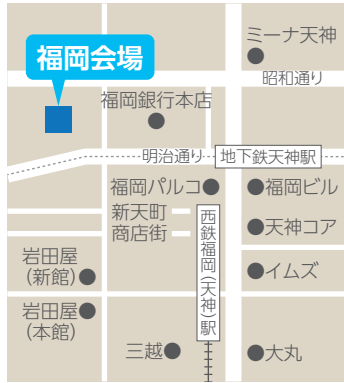 ミーナ天神
福岡会場
昭和通り
福岡銀行本店
明治通り
地下鉄天神駅
福岡パルコ
福岡ビル
新天町
商店街
西鉄福岡(天神)駅
天神コア
岩田屋
(新館)
イムズ
岩田屋
(本館)
三越
大丸